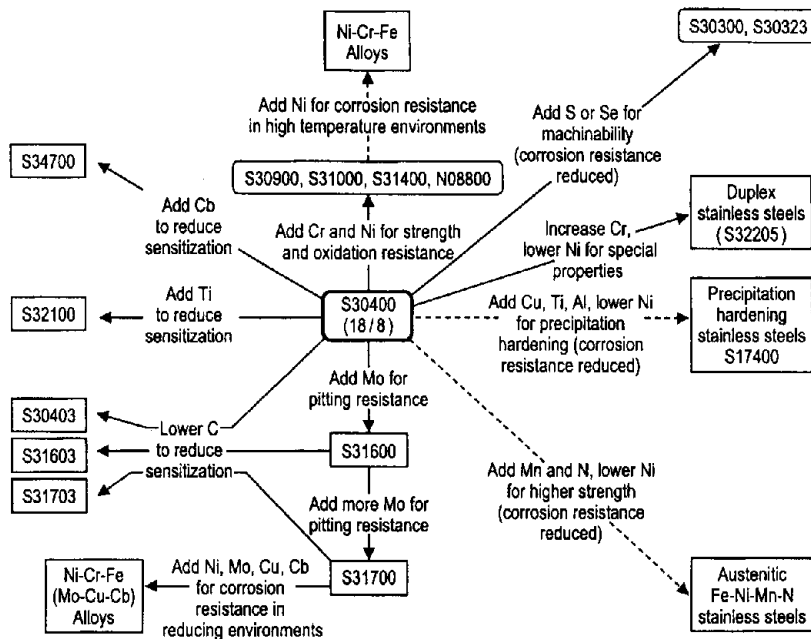 Ni-Cr-Fe
Alloys
S30300, S30323
Add Ni for corrosion resistance
in high temperature environments
Add S or Se for
machinability
(corrosion resistance
reduced)
S34700
S30900, S31000, S31400, N08800
Duplex
stainless steels
(S32205)
Add Cb
to reduce
sensitization
Add Cr and Ni for strength
and oxidation resistance
Increase Cr,
lower Ni for special
properties
S32100
Add Ti
to reduce
sensitization
S30400
(18/8)
Add Cu, Ti, Al, lower Ni
for precipitation
hardening (corrosion
resistance reduced)
Precipitation
hardening
stainless steels
S17400
Add Mo for
pitting resistance
S30403
S31603
S31703
Lower C
to reduce
sensitization
S31600
Add Mn and N, lower Ni
for higher strength
(corrosion resistance
reduced)
Add more Mo for
pitting resistance
Ni-Cr-Fe
(Mo-Cu-Cb)
Alloys
Add Ni, Mo, Cu, Cb
for corrosion
resistance in
reducing environments
S31700
Austenitic
Fe-Ni-Mn-N
stainless steels